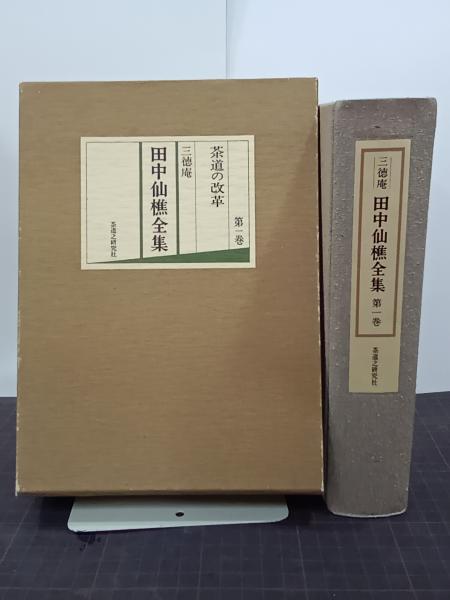 茶道の改革
第一巻
三徳庵
田中仙樵全集
茶道之研究社
三徳庵
田中仙樵全集
第一巻
茶道之研究社